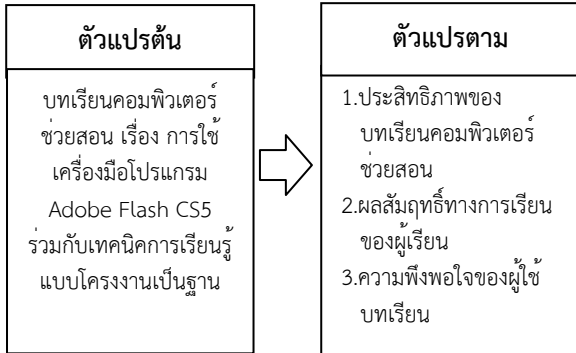 ตัวแปรต้น
บทเรียนคอมพิวเตอร์
ช่วยสอน เรื่อง การใช้
เครื่องมือโปรแกรม
Adobe Flash CS5
ร่วมกับเทคนิคการเรียนรู้
แบบโครงงานเป็นฐาน
ตัวแปรตาม
1.ประสิทธิภาพของ
บทเรียนคอมพิวเตอร์
ช่วยสอน
2.ผลสัมฤทธิ์ทางการเรียน
ของผู้เรียน
3.ความพึงพอใจของผู้ใช้
บทเรียน